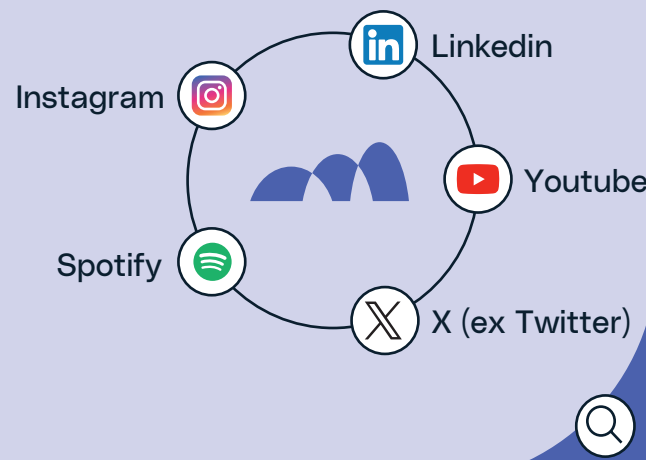 Linkedin
Instagram
Youtube
Spotify
X (ex Twitter)